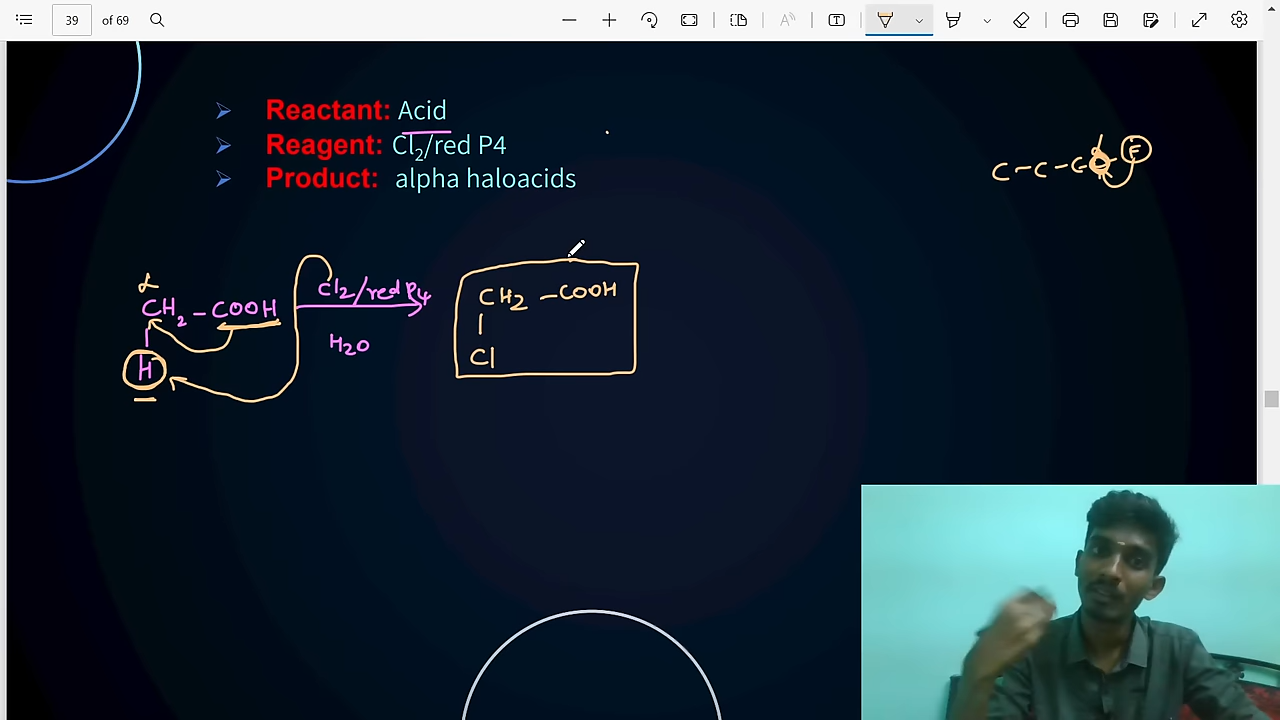 39 of 69
Reactant: Acid
Reagent: Cl₂/red P4
Product: alpha haloacids
C - C - C - F
α
CH₂ - COOH
H
Cl₂/red P₄
H₂O
CH₂ - COOH
Cl